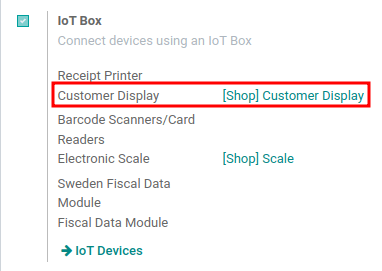 IoT Box
Connect devices using an IoT Box
Receipt Printer
Customer Display [Shop] Customer Display
Barcode Scanners/Card
Readers
Electronic Scale [Shop] Scale
Sweden Fiscal Data
Module
Fiscal Data Module
IoT Devices